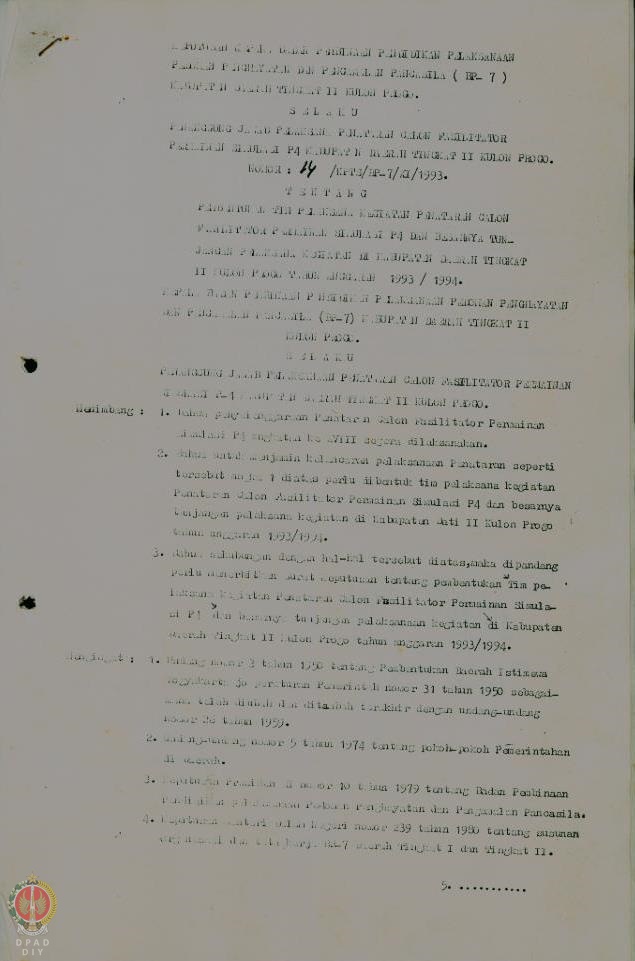 KEPUTUSAN KEPALA BADAN PEMBINAAN PENDIDIKAN PELAKSANAAN
PEDOMAN PENGHAYATAN DAN PENGAMALAN PANCASILA ( BP- 7 )
KABUPATEN DAERAH TINGKAT II KULON PROGO.
S E L A K U
PENANGGUNG JAWAB PELAKSANA PENATARAN CALON FASILITATOR
PERMAINAN SIMULASI P4 KABUPATEN DAERAH TINGKAT II KULON PROGO.
NOMOR : 14 /KPTS/BP-7/XI/1993.
T E N T A N G
PEMBENTUKAN TIM PELAKSANA KEGIATAN PENATARAN CALON
FASILITATOR PERMAINAN SIMULASI P4 DAN BESARNYA TUN-
JANGAN PELAKSANA KEGIATAN DI KABUPATEN DAERAH TINGKAT
II KULON PROGO TAHUN ANGGARAN 1993 / 1994.
KEPALA BADAN PEMBINAAN PENDIDIKAN PELAKSANAAN PEDOMAN PENGHAYATAN
DAN PENGAMALAN PANCASILA (BP-7) KABUPATEN DAERAH TINGKAT II
KULON PROGO.
S E L A K U
PENANGGUNG JAWAB PELAKSANAAN PENATARAN CALON FASILITATOR PERMAINAN
SIMULASI P-4 KABUPATEN DAERAH TINGKAT II KULON PROGO.
Menimbang : 1. Bahwa penyelenggaraan Penataran Calon Fasilitator Permainan
Simulasi P4 angkatan ke XVIII segera dilaksanakan.
2. Bahwa untuk menjamin kelancaran pelaksanaan Penataran seperti
tersebut angka 1 diatas perlu dibentuk tim pelaksana kegiatan
Penataran Calon Fasilitator Permainan Simulasi P4 dan besarnya
tunjangan pelaksana kegiatan di Kabupaten Dati II Kulon Progo
tahun anggaran 1993/1994.
3. Bahwa sehubungan dengan hal-hal tersebut diatas,maka dipandang
perlu menerbitkan surat keputusan tentang pembentukan Tim pe-
laksana kegiatan Penataran Calon Fasilitator Permainan Simula-
si P4 dan besarnya tunjangan pelaksanaan kegiatan di Kabupaten
Daerah Tingkat II Kulon Progo tahun anggaran 1993/1994.
Mengingat : 1. Undang nomor 3 tahun 1950 tentang Pembentukan Daerah Istimewa
Yogyakarta jo peraturan Pemerintah nomor 31 tahun 1950 sebagai-
mana telah diubah dan ditambah terakhir dengan undang-undang
nomor 26 tahun 1959.
2. Undang-undang nomor 5 tahun 1974 tentang pokok-pokok Pemerintahan
di Daerah.
3. Keputusan Presiden nomor 10 tahun 1979 tentang Badan Pembinaan
Pendidikan pelaksanaan Pedoman Penghayatan dan Pengamalan Pancasila.
4. Keputusan Menteri Dalam Negeri nomor 239 tahun 1980 tentang susunan
organisasi dan tata kerja BP-7 Daerah Tingkat I dan Tingkat II.
5. ...........
DPAD
DIY